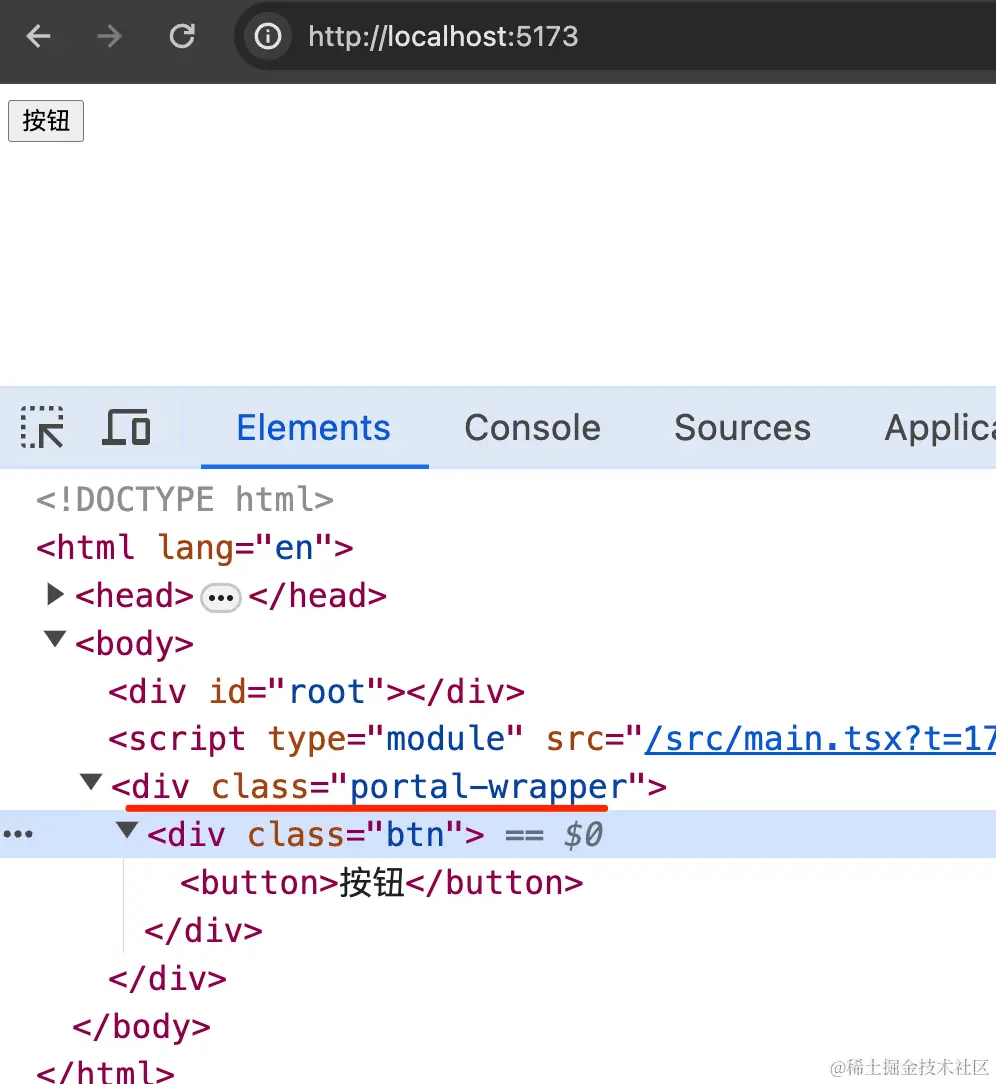 http://localhost:5173
按钮
Elements Console Sources Applica
<!DOCTYPE html>
<html lang="en">
<head> ••• </head>
<body>
<div id="root"></div>
<script type="module" src="/src/main.tsx?t=17
<div class="portal-wrapper">
••• <div class="btn"> == $0
<button>按钮</button>
</div>
</div>
</body>
</html>
@稀土掘金技术社区